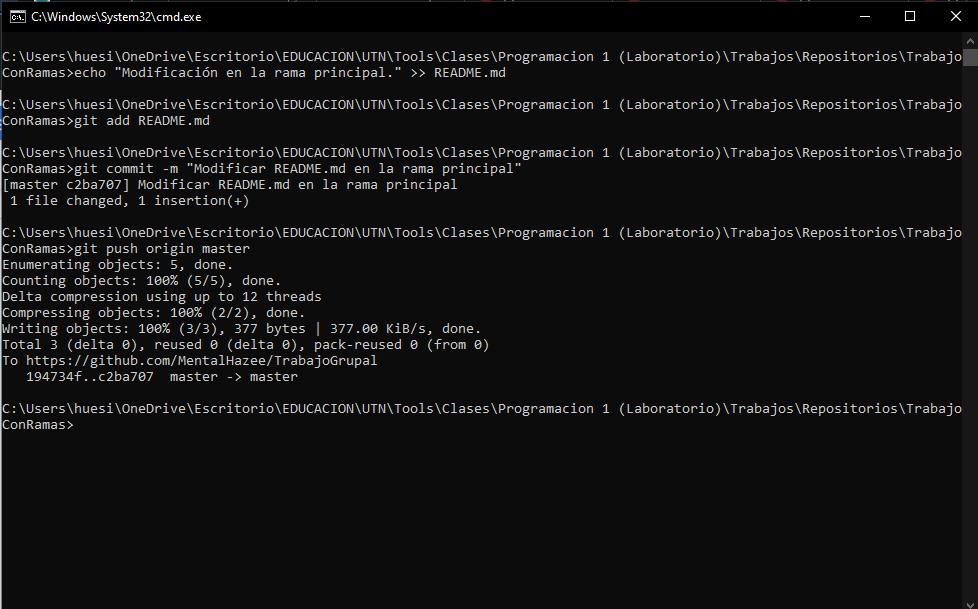 C:\Windows\System32\cmd.exe
C:\Users\huesi\OneDrive\Escritorio\EDUCACION\UTN\Tools\Clases\Programacion 1 (Laboratorio)\Trabajos\Repositorios\Trabajo
ConRamas>echo "Modificación en la rama principal." >> README.md
C:\Users\huesi\OneDrive\Escritorio\EDUCACION\UTN\Tools\Clases\Programacion 1 (Laboratorio)\Trabajos\Repositorios\Trabajo
ConRamas>git add README.md
C:\Users\huesi\OneDrive\Escritorio\EDUCACION\UTN\Tools\Clases\Programacion 1 (Laboratorio)\Trabajos\Repositorios\Trabajo
ConRamas>git commit -m "Modificar README.md en la rama principal"
[master c2ba707] Modificar README.md en la rama principal
 1 file changed, 1 insertion(+)
C:\Users\huesi\OneDrive\Escritorio\EDUCACION\UTN\Tools\Clases\Programacion 1 (Laboratorio)\Trabajos\Repositorios\Trabajo
ConRamas>git push origin master
Enumerating objects: 5, done.
Counting objects: 100% (5/5), done.
Delta compression using up to 12 threads
Compressing objects: 100% (2/2), done.
Writing objects: 100% (3/3), 377 bytes | 377.00 KiB/s, done.
Total 3 (delta 0), reused 0 (delta 0), pack-reused 0 (from 0)
To https://github.com/MentalHazee/TrabajoGrupal
   194734f..c2ba707  master -> master
C:\Users\huesi\OneDrive\Escritorio\EDUCACION\UTN\Tools\Clases\Programacion 1 (Laboratorio)\Trabajos\Repositorios\Trabajo
ConRamas>